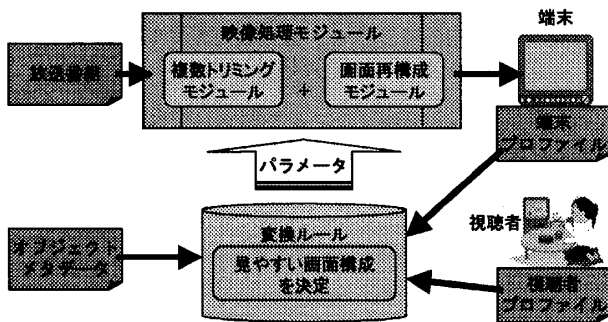 映像処理モジュール
端末
放送番組
複数トリミング
モジュール
+
画面再構成
モジュール
端末
プロファイル
パラメータ
視聴者
変換ルール
オブジェクト
メタデータ
見やすい画面構成
を決定
視聴者
プロファイル